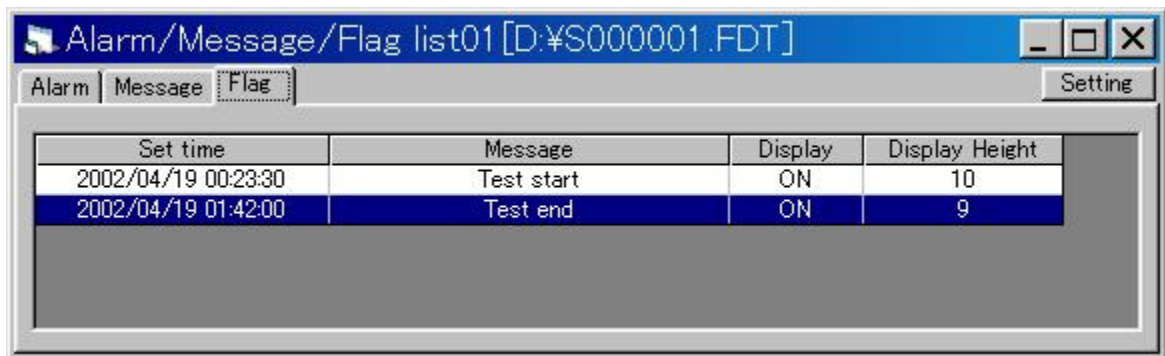 Alarm/Message/Flag list01[D:¥S000001.FDT]
Alarm Message Flag Setting
Set time Message Display Display Height
2002/04/19 00:23:30 Test start ON 10
2002/04/19 01:42:00 Test end ON 9